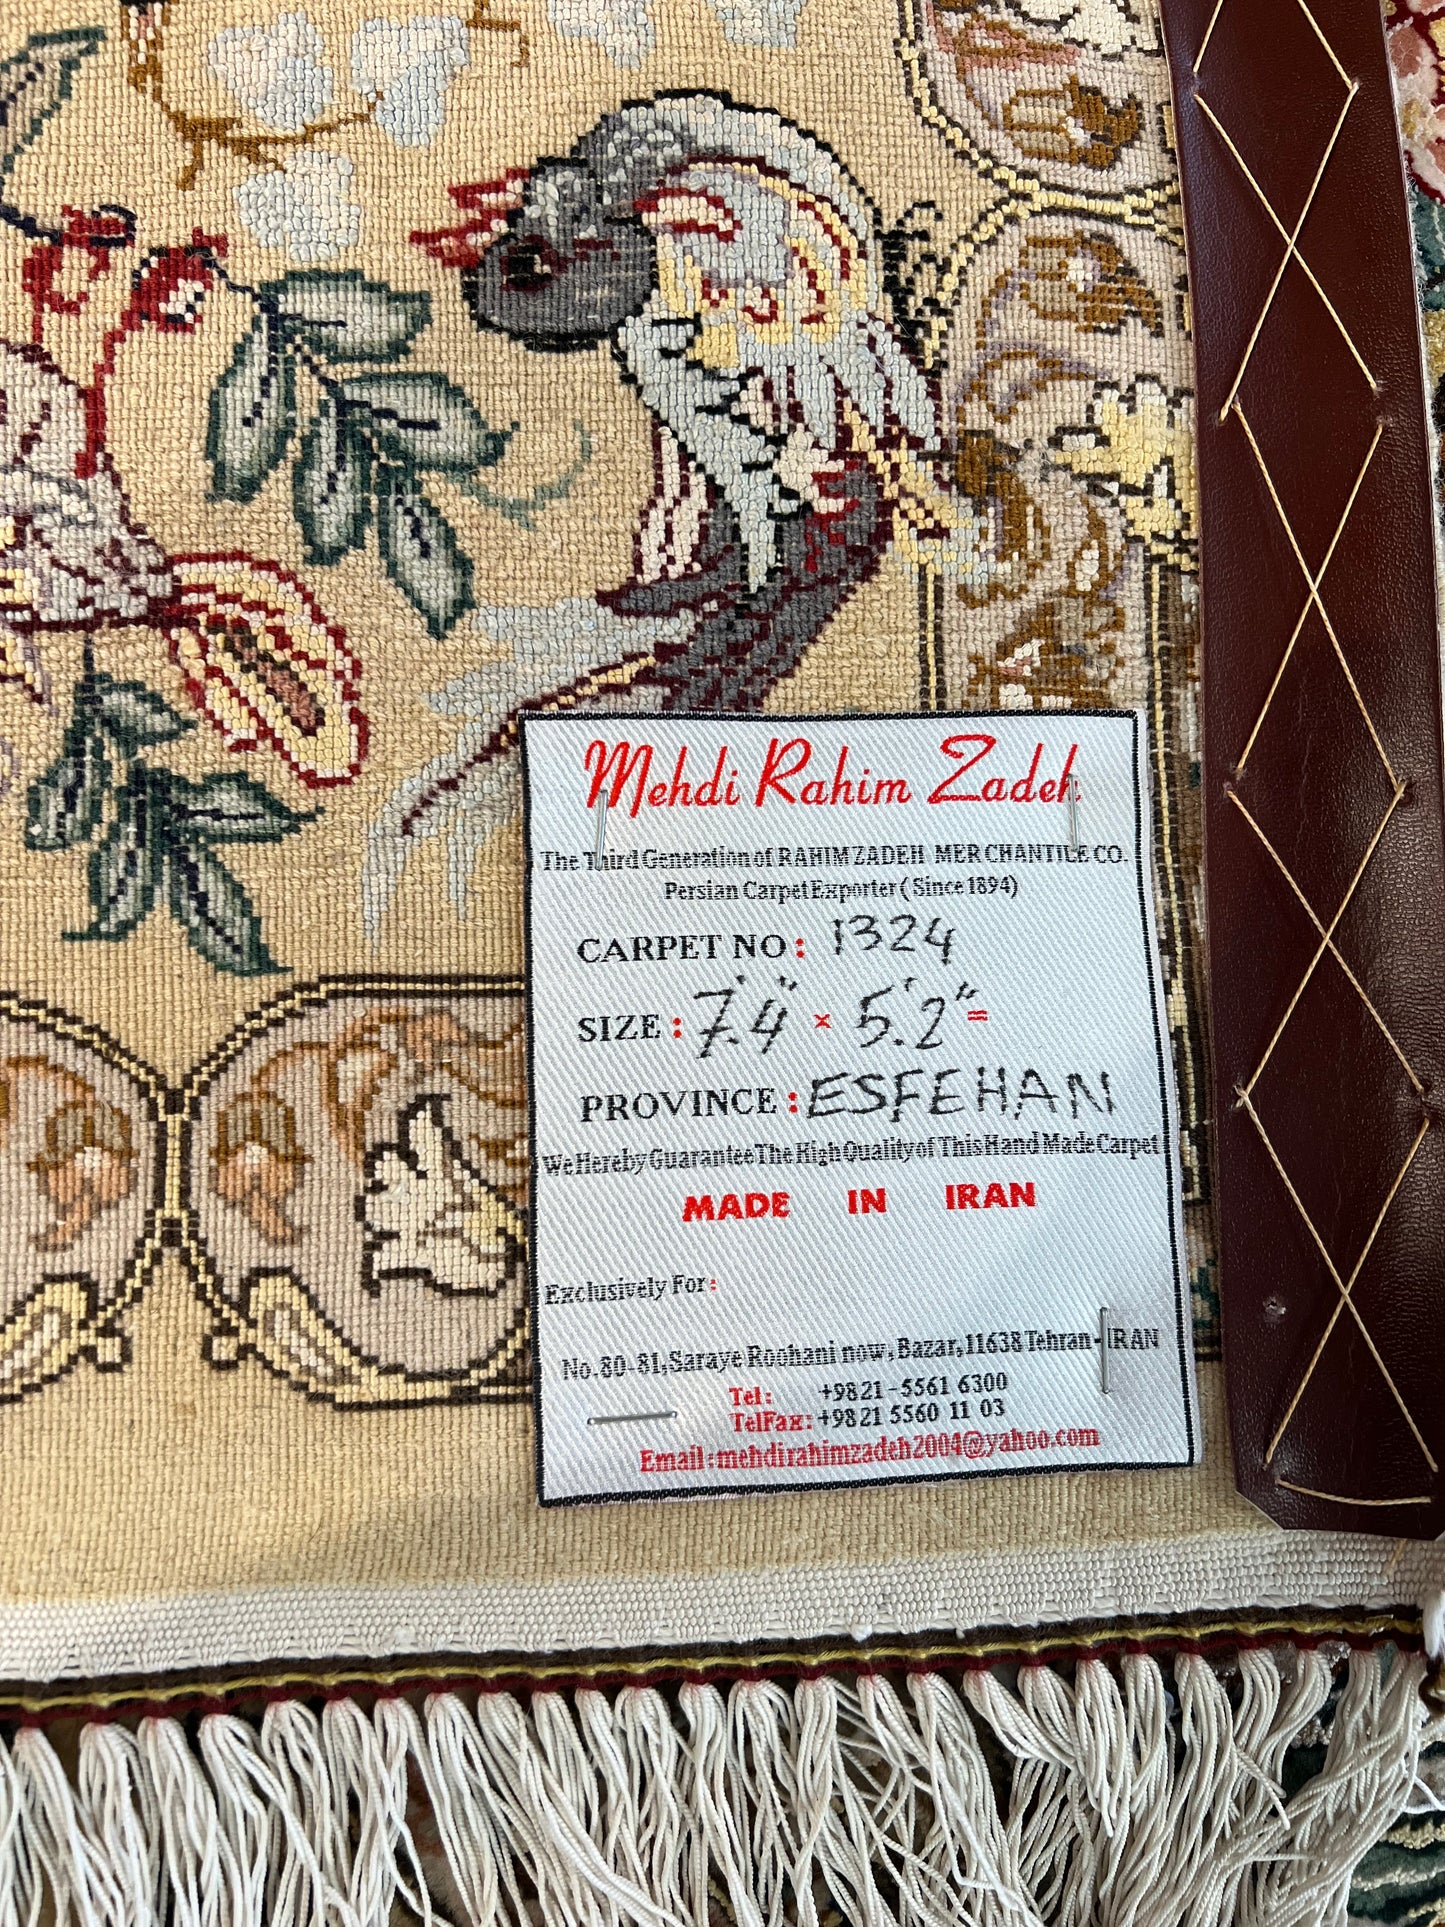 Mehdi Rahim Zadeh
The Third Generation of RAHIMZADEH MERCHANTILE CO.
Persian Carpet Exporter (Since 1894)
CARPET NO: 1324
SIZE: 7'.4" × 5'.2" =
PROVINCE: ESFEHAN
We Hereby Guarantee The High Quality of This Hand Made Carpet
MADE IN IRAN
Exclusively For:
No.80-81,Saraye Roohani now,Bazar,11638 Tehran-IRAN
Tel: +9821-5561 6300
TelFax: +9821 5560 11 03
Email:mehdirahimzadeh2004@yahoo.com